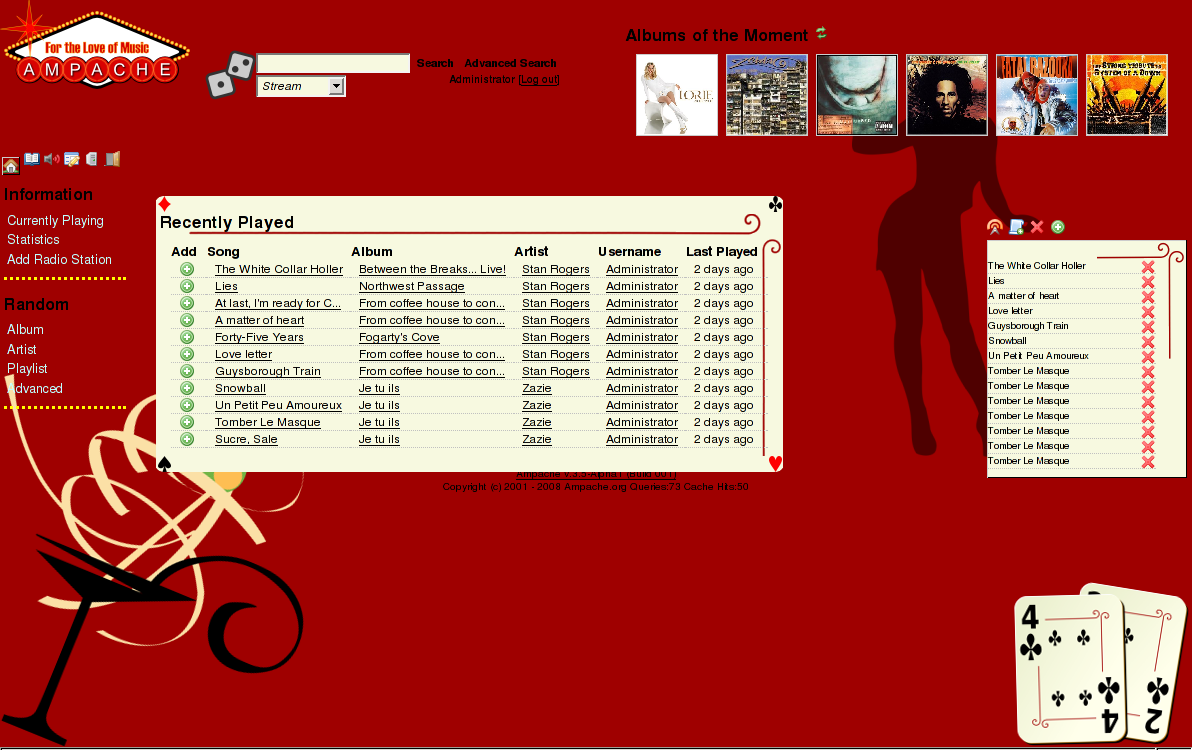 For the Love of Music
AMPACHE
Search Advanced Search
Administrator [Log out]
Stream
Albums of the Moment
LORIE
Information
Currently Playing
Statistics
Add Radio Station
Random
Album
Artist
Playlist
Advanced
Recently Played
Add Song Album Artist Username Last Played
The White Collar Holler Between the Breaks... Live! Stan Rogers Administrator 2 days ago
Lies Northwest Passage Stan Rogers Administrator 2 days ago
At last, I'm ready for C... From coffee house to con... Stan Rogers Administrator 2 days ago
A matter of heart From coffee house to con... Stan Rogers Administrator 2 days ago
Forty-Five Years Fogarty's Cove Stan Rogers Administrator 2 days ago
Love letter From coffee house to con... Stan Rogers Administrator 2 days ago
Guysborough Train From coffee house to con... Stan Rogers Administrator 2 days ago
Snowball Je tu ils Zazie Administrator 2 days ago
Un Petit Peu Amoureux Je tu ils Zazie Administrator 2 days ago
Tomber Le Masque Je tu ils Zazie Administrator 2 days ago
Sucre, Sale Je tu ils Zazie Administrator 2 days ago
Copyright (c) 2001 - 2008 Ampache.org Queries:73 Cache Hits:50
The White Collar Holler
Lies
A matter of heart
Love letter
Guysborough Train
Snowball
Un Petit Peu Amoureux
Tomber Le Masque
Tomber Le Masque
Tomber Le Masque
Tomber Le Masque
Tomber Le Masque
Tomber Le Masque
Tomber Le Masque
4
4
2